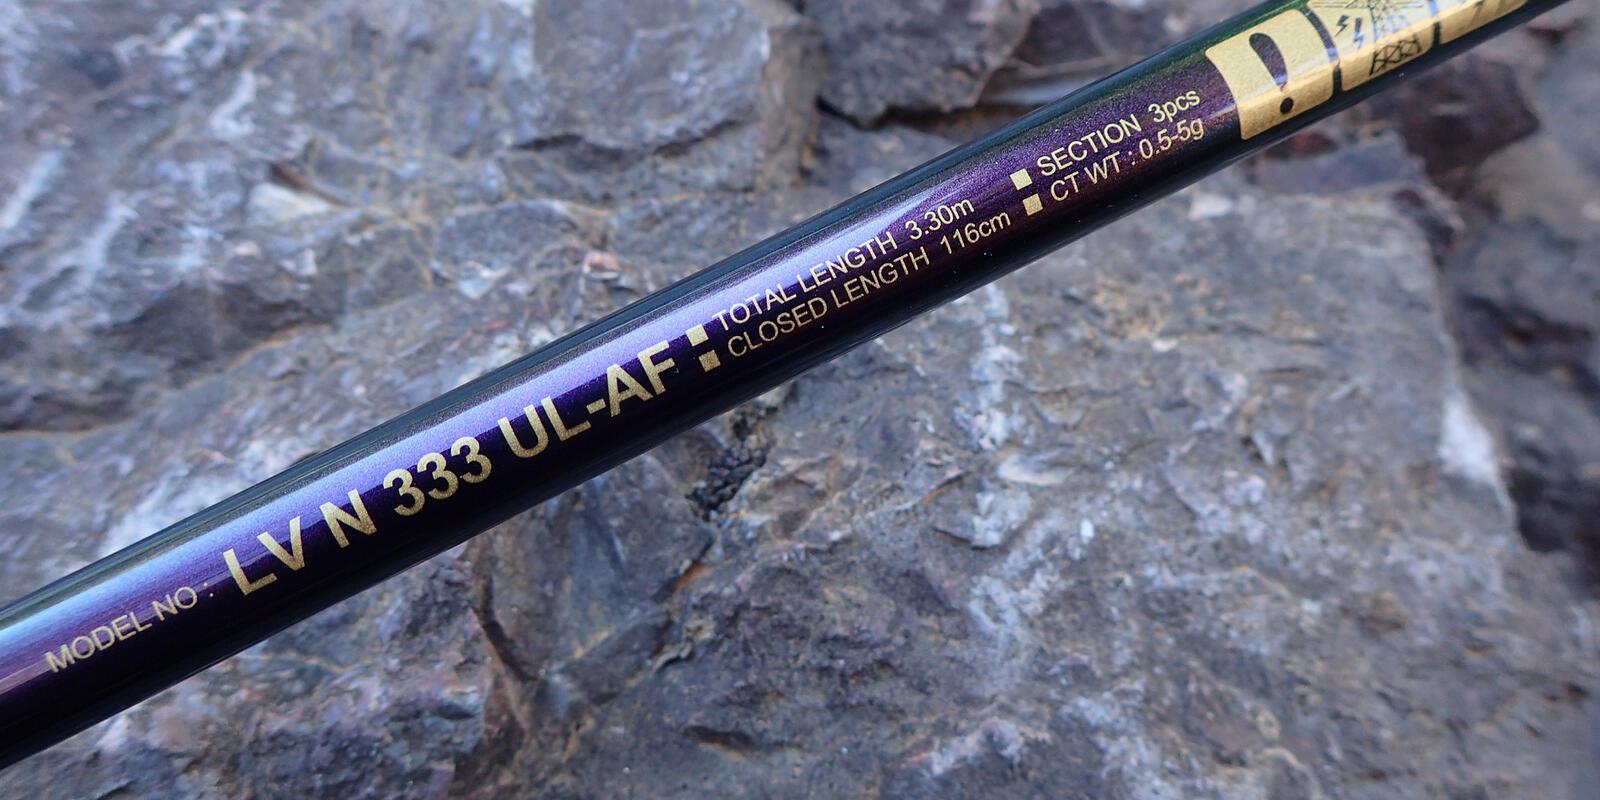 MODEL NO : LV N 333 UL-AF
TOTAL LENGTH 3.30m
CLOSED LENGTH 116cm
SECTION 3pcs
CT WT : 0.5-5g
!